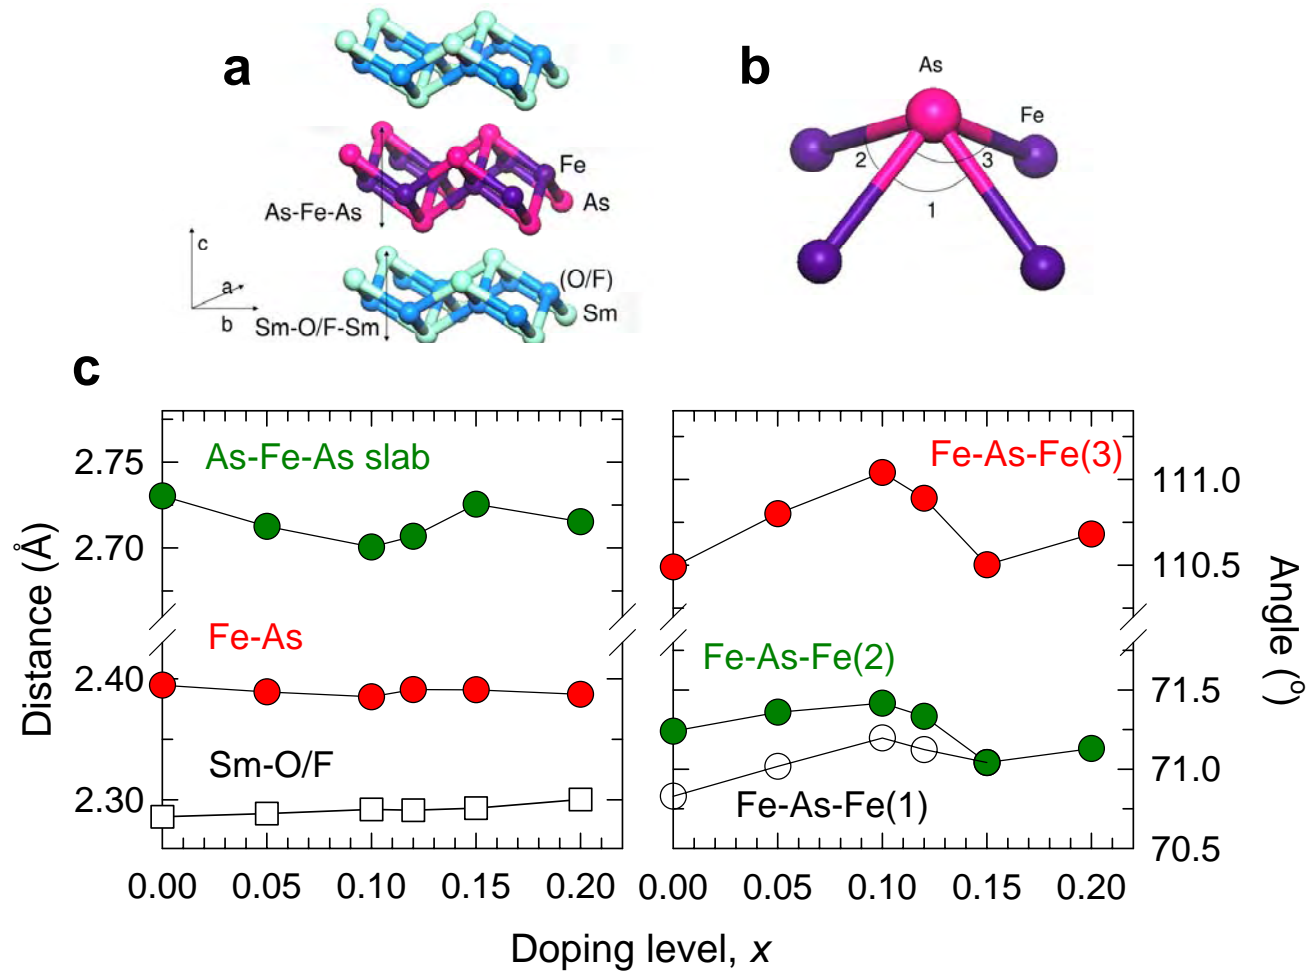 a
Fe
As
As-Fe-As
c
a
b
(O/F)
Sm
Sm-O/F-Sm
b
As
Fe
2
3
1
c
As-Fe-As slab
Fe-As
Sm-O/F
2.75
2.70
2.40
2.30
Distance (Å)
0.00 0.05 0.10 0.15 0.20
Fe-As-Fe(3)
Fe-As-Fe(2)
Fe-As-Fe(1)
111.0
110.5
71.5
71.0
70.5
Angle (º)
0.00 0.05 0.10 0.15 0.20
Doping level, x